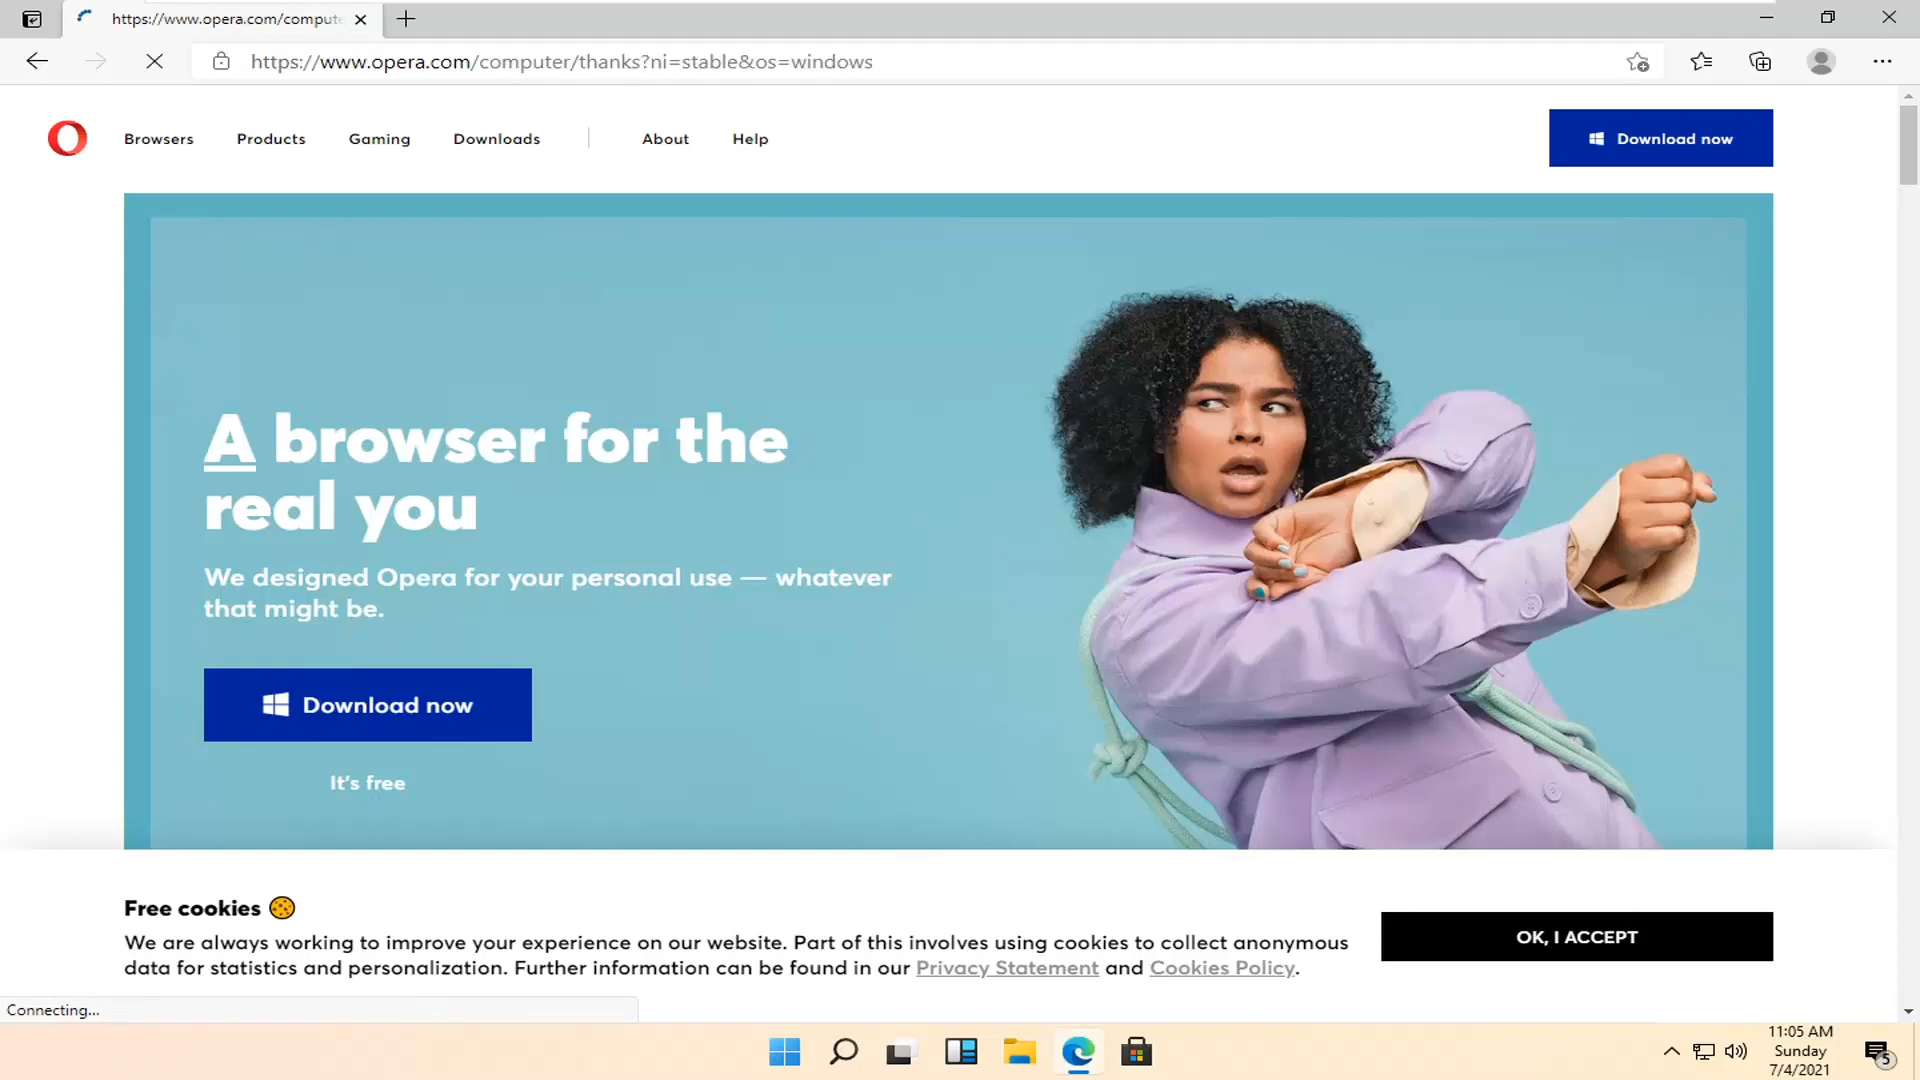 https://www.opera.com/compute
https://www.opera.com/computer/thanks?ni=stable&os=windows
Browsers
Products
Gaming
Downloads
About
Help
Download now
A browser for the
real you
We designed Opera for your personal use — whatever
that might be.
Download now
It's free
Free cookies
We are always working to improve your experience on our website. Part of this involves using cookies to collect anonymous
data for statistics and personalization. Further information can be found in our Privacy Statement and Cookies Policy.
OK, I ACCEPT
Connecting...
11:05 AM
Sunday
7/4/2021
5